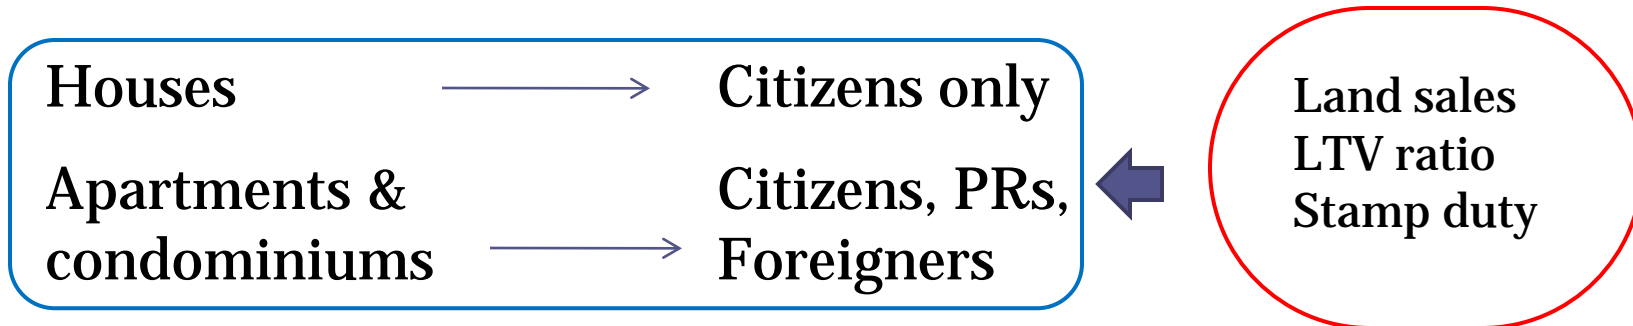 Houses
Citizens only
Apartments &
condominiums
Citizens, PRs,
Foreigners
Land sales
LTV ratio
Stamp duty